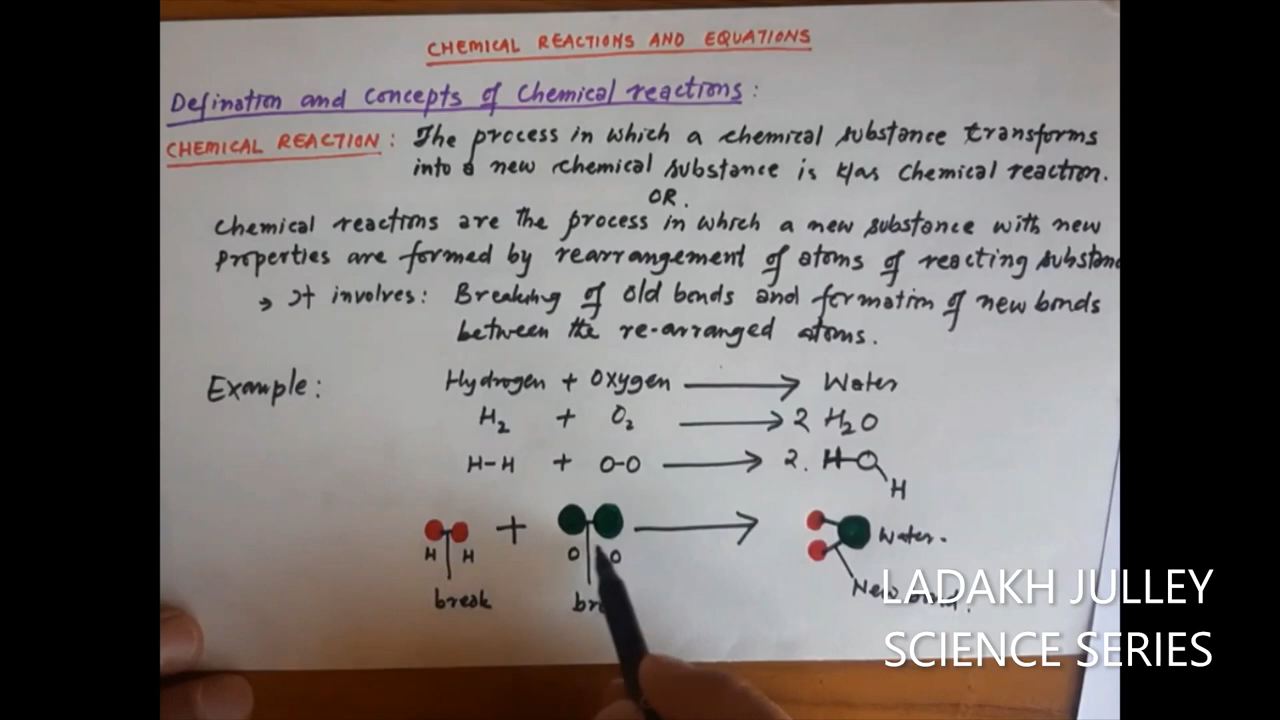 CHEMICAL REACTIONS AND EQUATIONS
Defination and concepts of Chemical reactions:
CHEMICAL REACTION: The process in which a chemical substance transforms
into a new chemical substance is k/as Chemical reaction.
OR.
Chemical reactions are the process in which a new substance with new
properties are formed by rearrangement of atoms of reacting substanc
→ It involves: Breaking of old bonds and formation of new bonds
between the re-arranged atoms.
Example: Hydrogen + Oxygen → Water
H₂ + O₂ → 2 H₂O
H-H + O-O → 2. H-O
H
+ →
H H O O Water.
break br New bond.
LADAKH JULLEY
SCIENCE SERIES